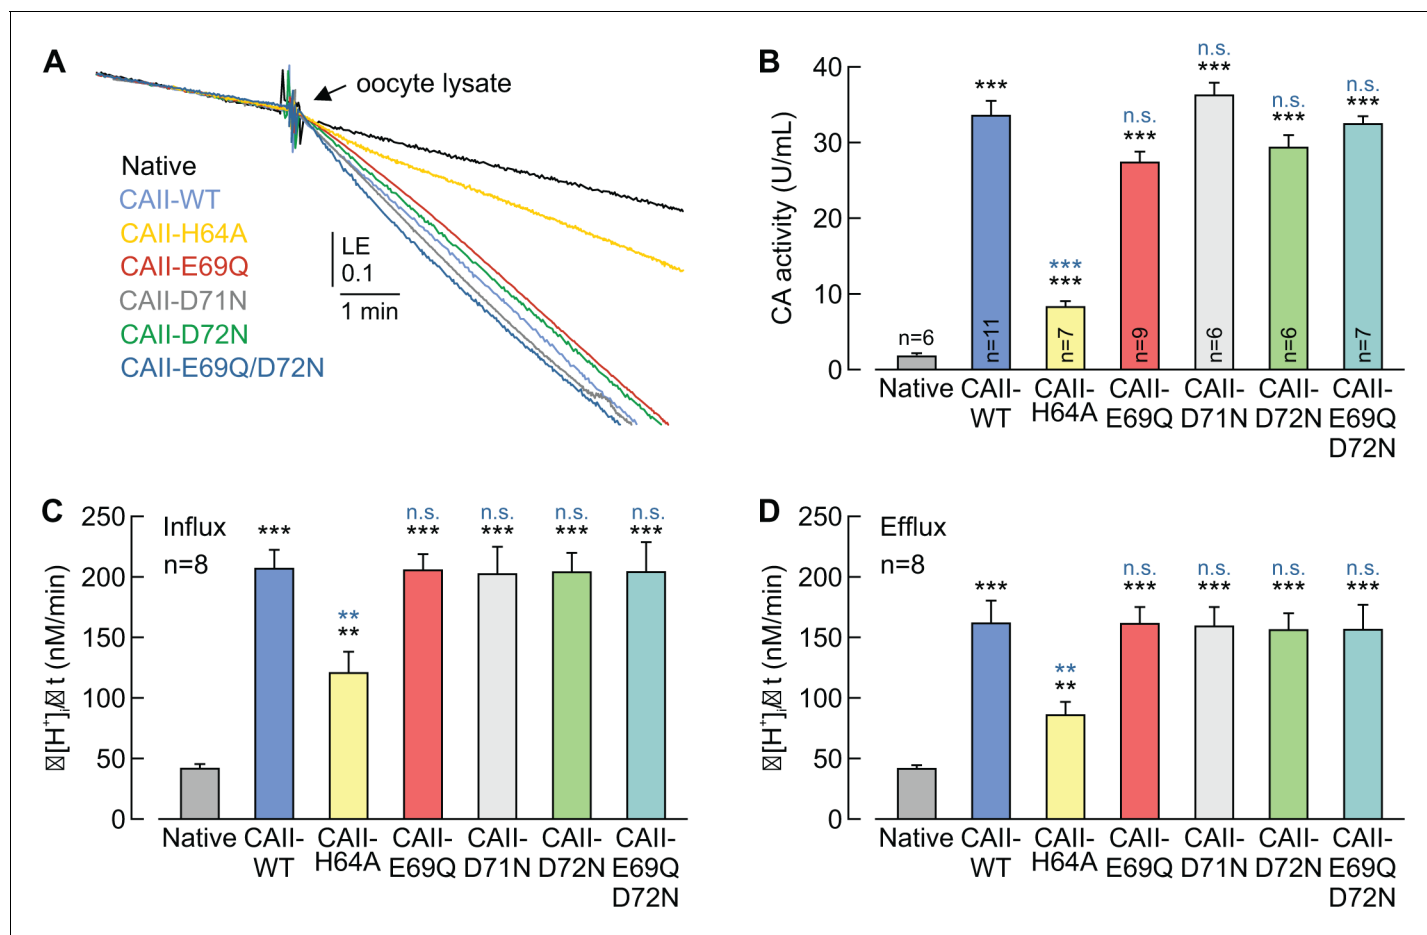 A
oocyte lysate
Native
CAII-WT
CAII-H64A
CAII-E69Q
CAII-D71N
CAII-D72N
CAII-E69Q/D72N
LE
0.1
1 min
B
CA activity (U/mL)
40
30
20
10
0
n=6
***
n=11
***
***
n=7
n.s.
***
n=9
n.s.
***
n=6
n.s.
***
n=6
n.s.
***
n=7
Native
CAII-
WT
CAII-
H64A
CAII-
E69Q
CAII-
D71N
CAII-
D72N
CAII-
E69Q
D72N
C
Influx
n=8
[H+]i/ t (nM/min)
250
200
150
100
50
0
***
**
**
n.s.
***
n.s.
***
n.s.
***
n.s.
***
Native
CAII-
WT
CAII-
H64A
CAII-
E69Q
CAII-
D71N
CAII-
D72N
CAII-
E69Q
D72N
D
Efflux
n=8
[H+]i/ t (nM/min)
250
200
150
100
50
0
***
**
**
n.s.
***
n.s.
***
n.s.
***
n.s.
***
Native
CAII-
WT
CAII-
H64A
CAII-
E69Q
CAII-
D71N
CAII-
D72N
CAII-
E69Q
D72N